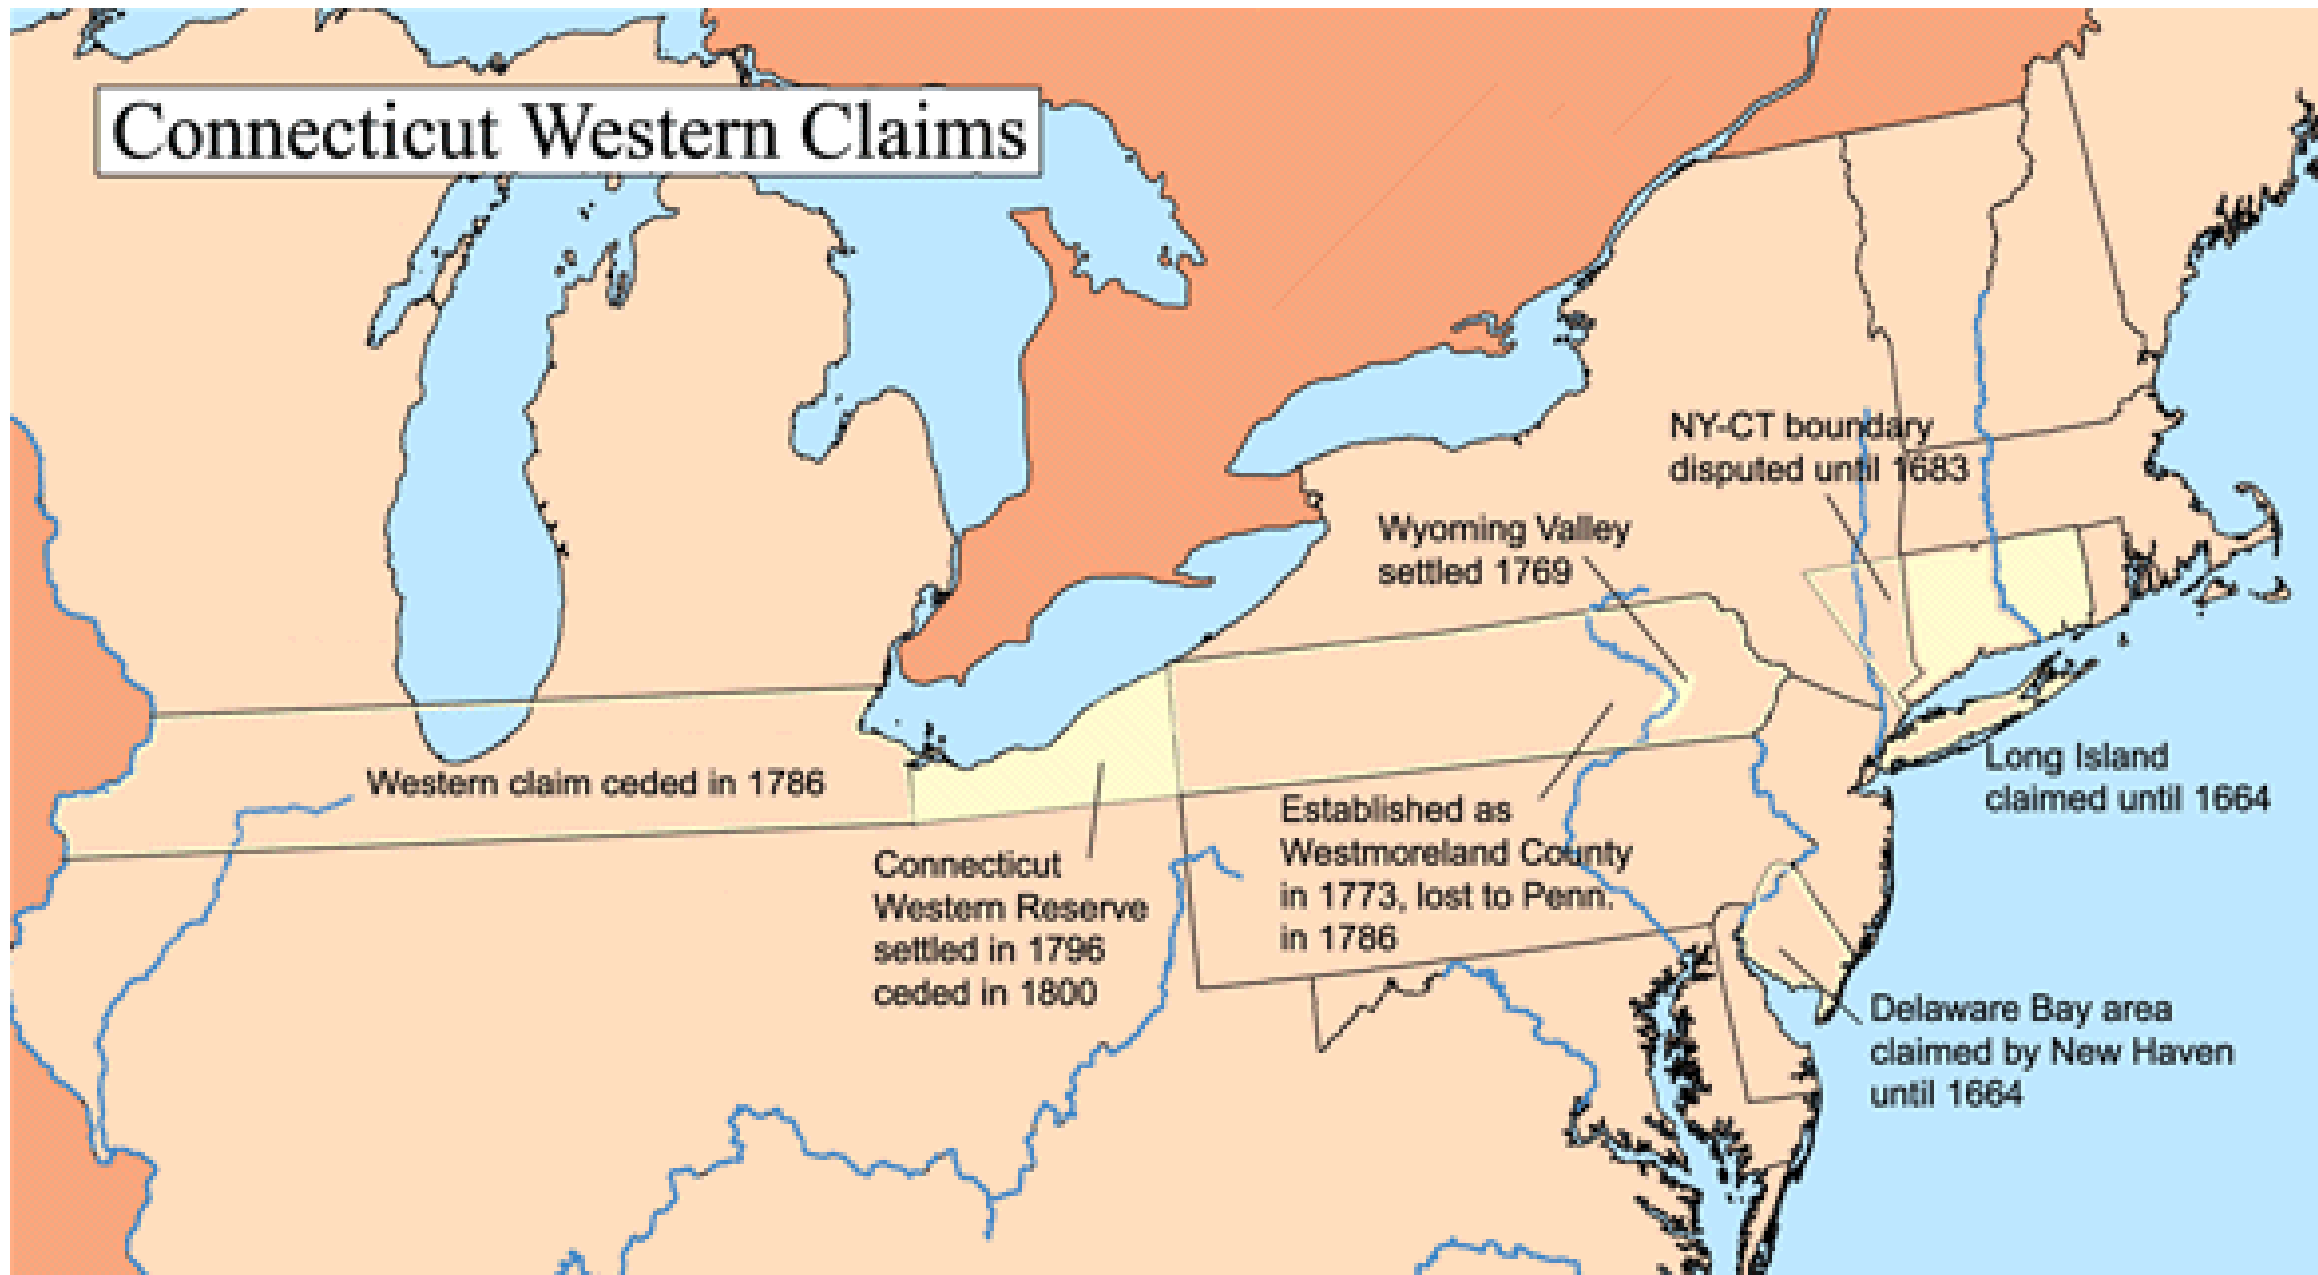 Connecticut Western Claims
NY-CT boundary
disputed until 1683
Wyoming Valley
settled 1769
Long Island
claimed until 1664
Western claim ceded in 1786
Established as
Westmoreland County
in 1773, lost to Penn.
in 1786
Connecticut
Western Reserve
settled in 1796
ceded in 1800
Delaware Bay area
claimed by New Haven
until 1664